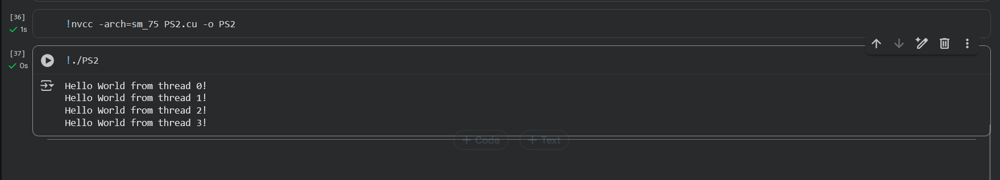 [36]
1s
!nvcc -arch=sm_75 PS2.cu -o PS2
[37]
0s
!./PS2
Hello World from thread 0!
Hello World from thread 1!
Hello World from thread 2!
Hello World from thread 3!
+ Code
+ Text